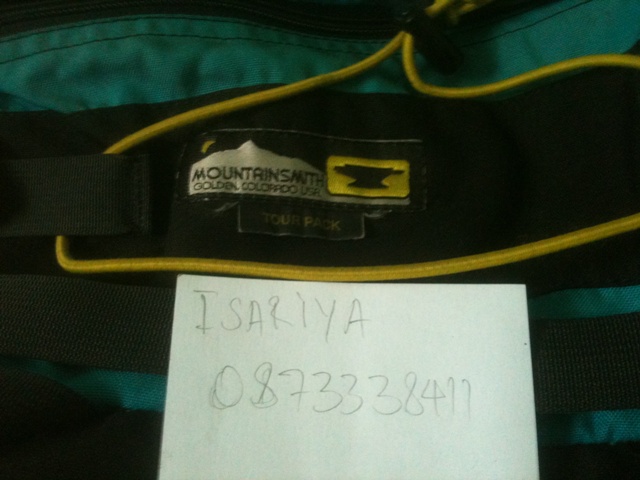 MOUNTAINSMITH
GOLDEN, COLORADO USA
TOUR PACK
ISARIYA
0873338411